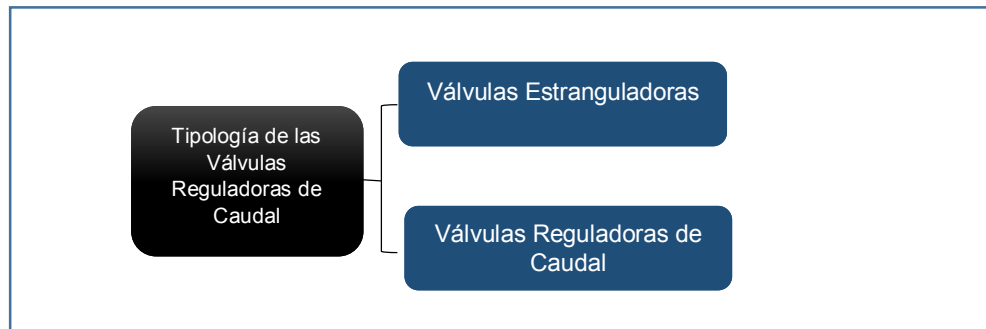 Tipología de las
Válvulas
Reguladoras de
Caudal
Válvulas Estranguladoras
Válvulas Reguladoras de
Caudal